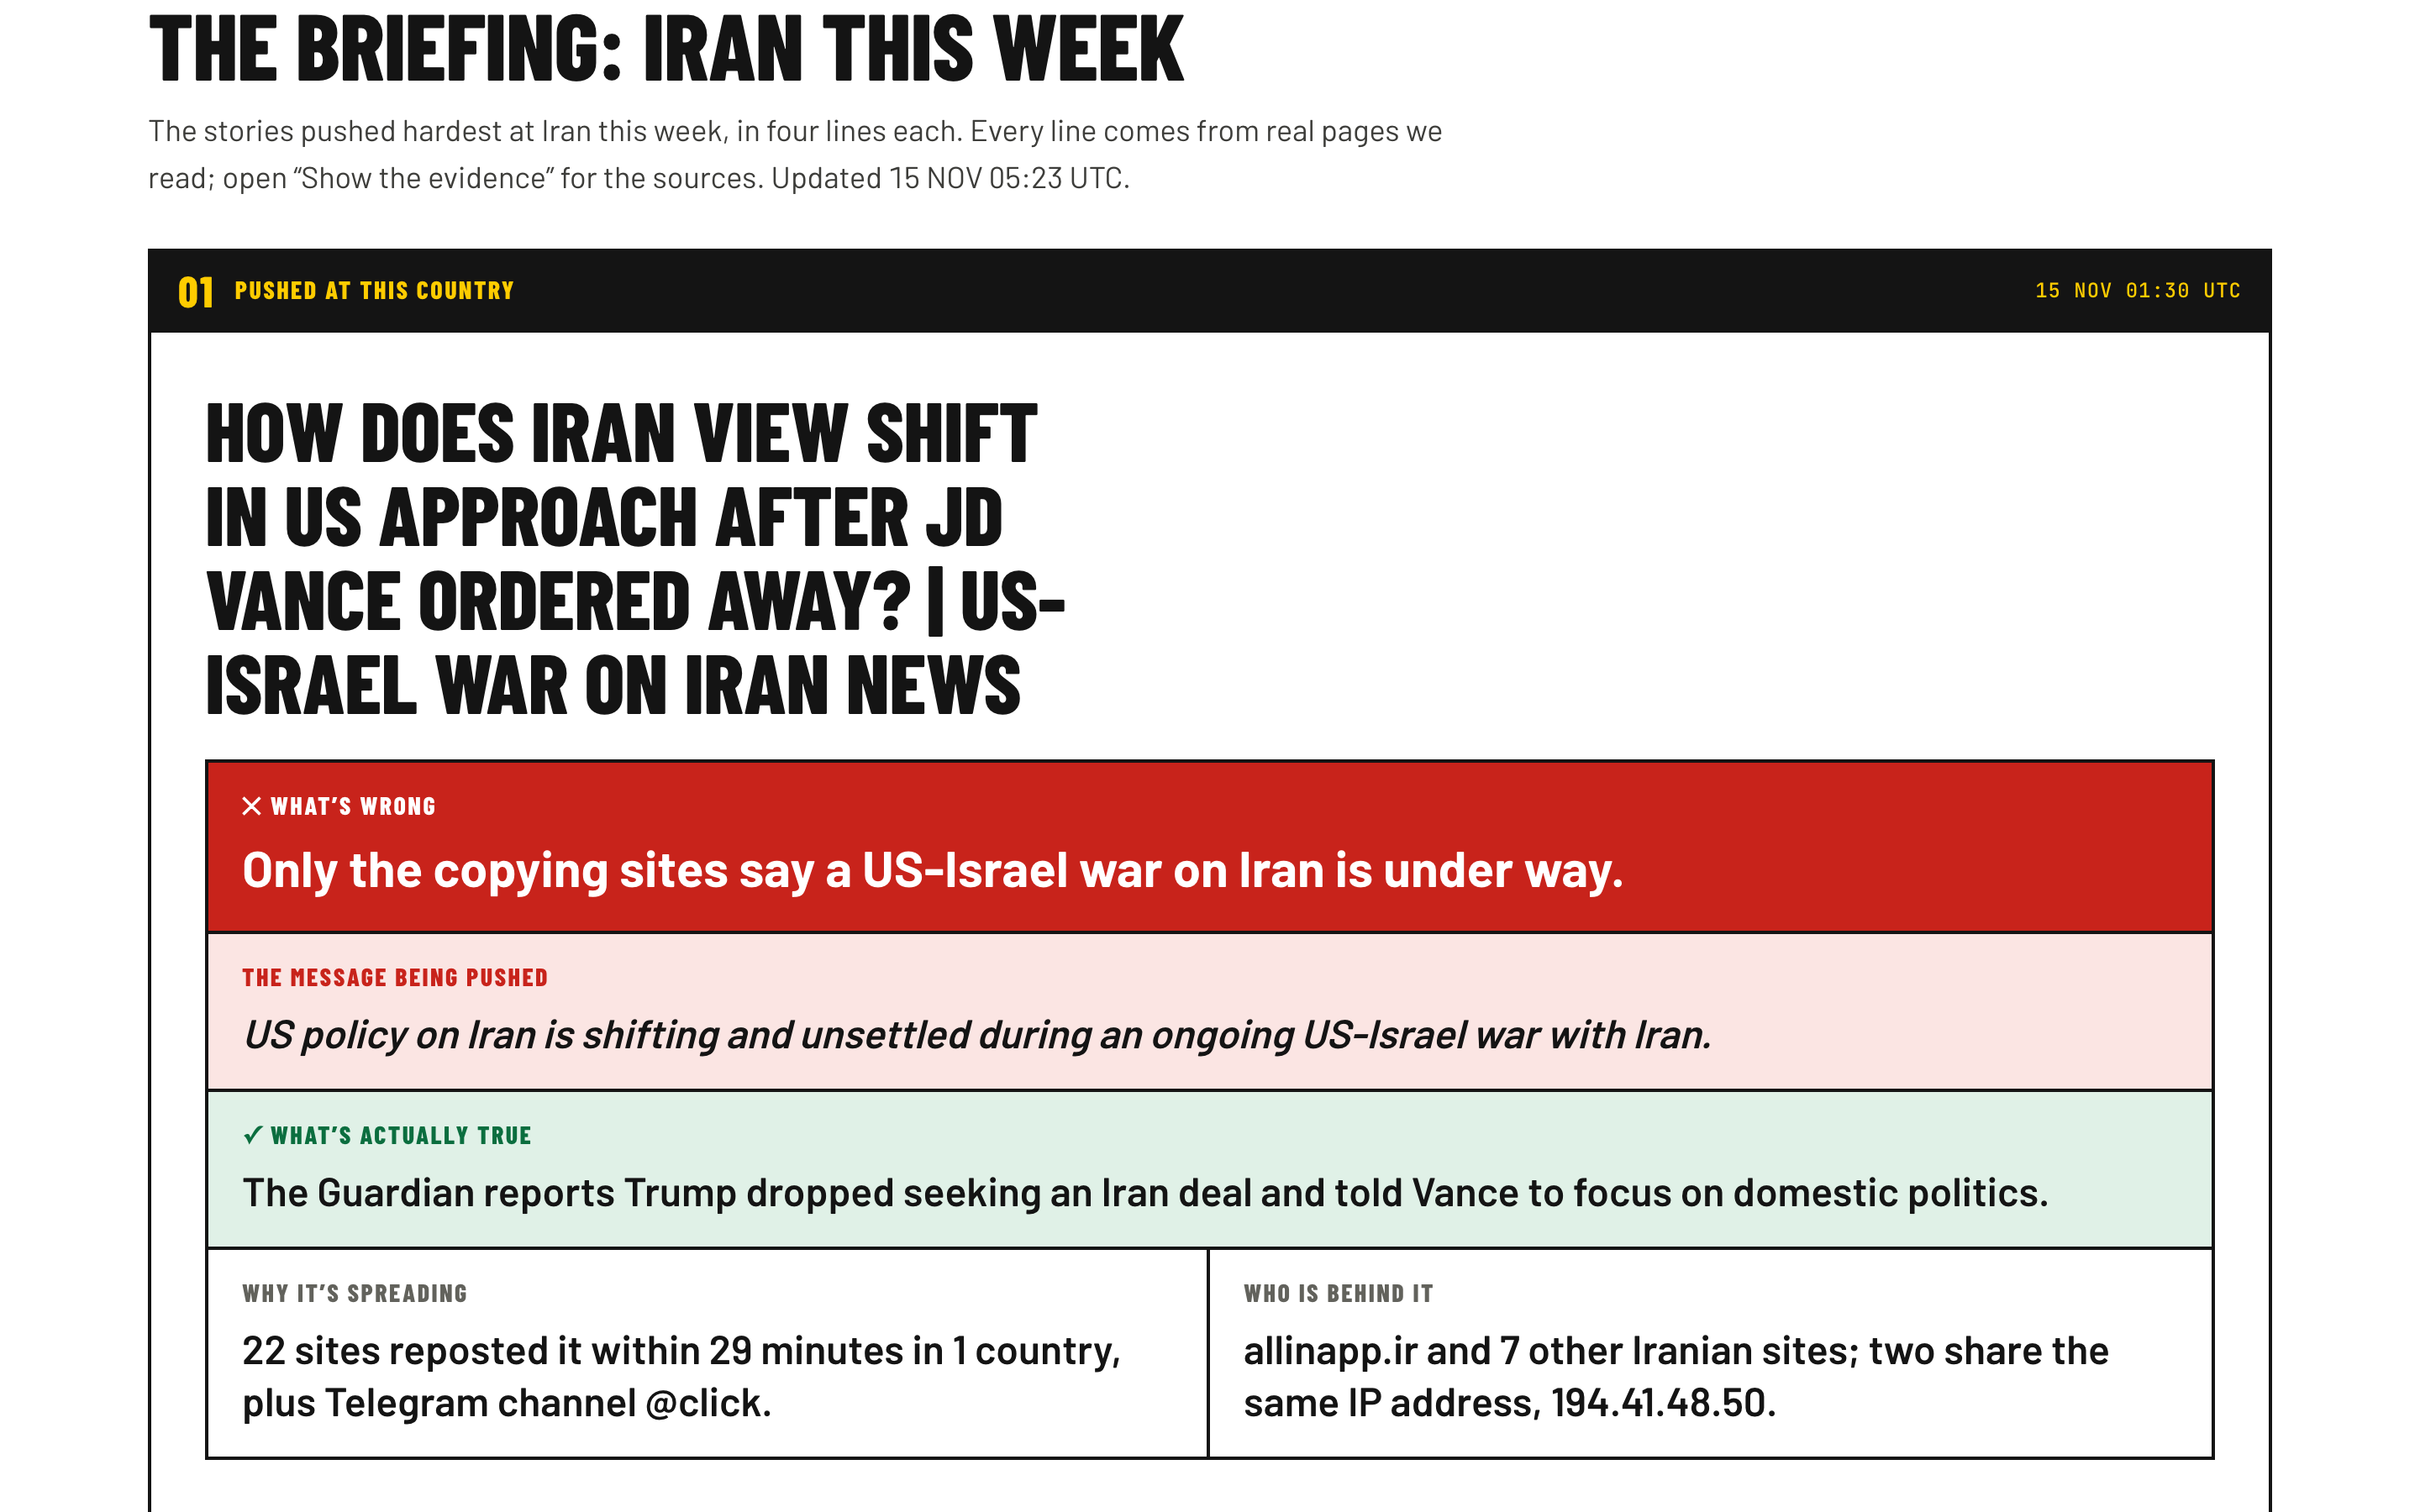 THE BRIEFING: IRAN THIS WEEK
The stories pushed hardest at Iran this week, in four lines each. Every line comes from real pages we
read; open “Show the evidence” for the sources. Updated 15 NOV 05:23 UTC.
01 PUSHED AT THIS COUNTRY
15 NOV 01:30 UTC
HOW DOES IRAN VIEW SHIFT
IN US APPROACH AFTER JD
VANCE ORDERED AWAY? | US-
ISRAEL WAR ON IRAN NEWS
✕ WHAT’S WRONG
Only the copying sites say a US-Israel war on Iran is under way.
THE MESSAGE BEING PUSHED
US policy on Iran is shifting and unsettled during an ongoing US-Israel war with Iran.
✓ WHAT’S ACTUALLY TRUE
The Guardian reports Trump dropped seeking an Iran deal and told Vance to focus on domestic politics.
WHY IT’S SPREADING
22 sites reposted it within 29 minutes in 1 country,
plus Telegram channel @click.
WHO IS BEHIND IT
allinapp.ir and 7 other Iranian sites; two share the
same IP address, 194.41.48.50.